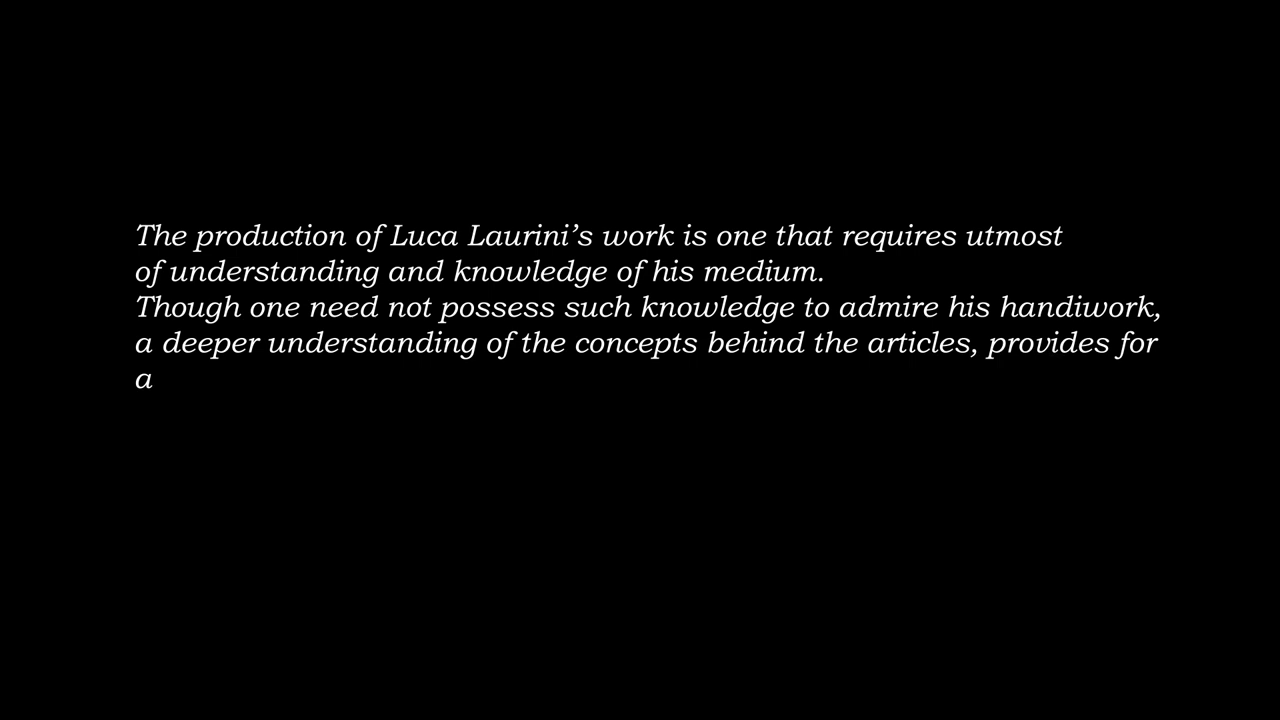 The production of Luca Laurini’s work is one that requires utmost
of understanding and knowledge of his medium.
Though one need not possess such knowledge to admire his handiwork,
a deeper understanding of the concepts behind the articles, provides for
a